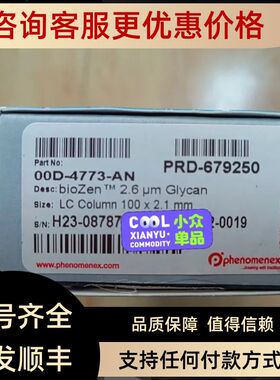 咨询客服更优惠价格
Part No:
00D-4773-AN
PRD-679250
Desc: bioZen™ 2.6 µm Glycan
Size: LC Column 100 x 2.1 mm
S/N: H23-0878
2-0019
COOL 小众
XIANYU-
COMMODITY 单品
phenomenex
号齐全
品质保障 值得信赖
发顺丰
支持任何付款方式